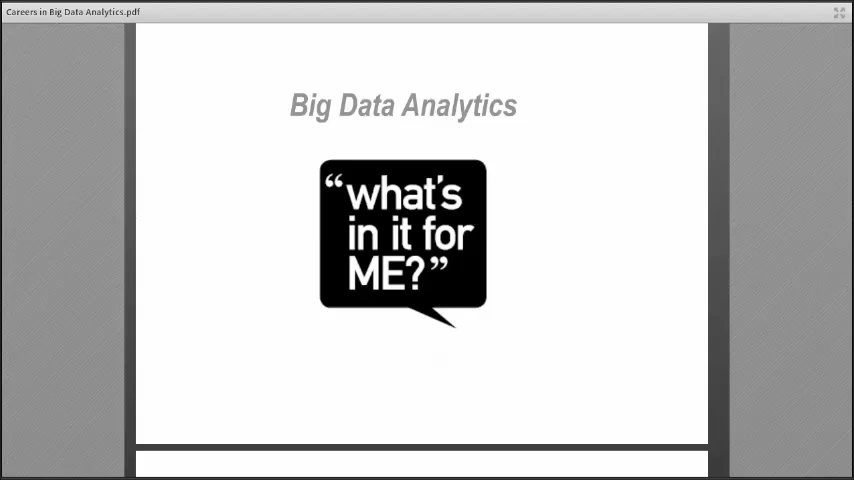 Careers in Big Data Analytics.pdf
Big Data Analytics
“what’s
in it for
ME?”